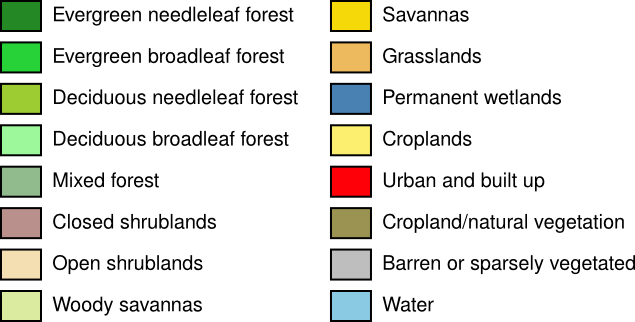 Evergreen needleleaf forest
Evergreen broadleaf forest
Deciduous needleleaf forest
Deciduous broadleaf forest
Mixed forest
Closed shrublands
Open shrublands
Woody savannas
Savannas
Grasslands
Permanent wetlands
Croplands
Urban and built up
Cropland/natural vegetation
Barren or sparsely vegetated
Water